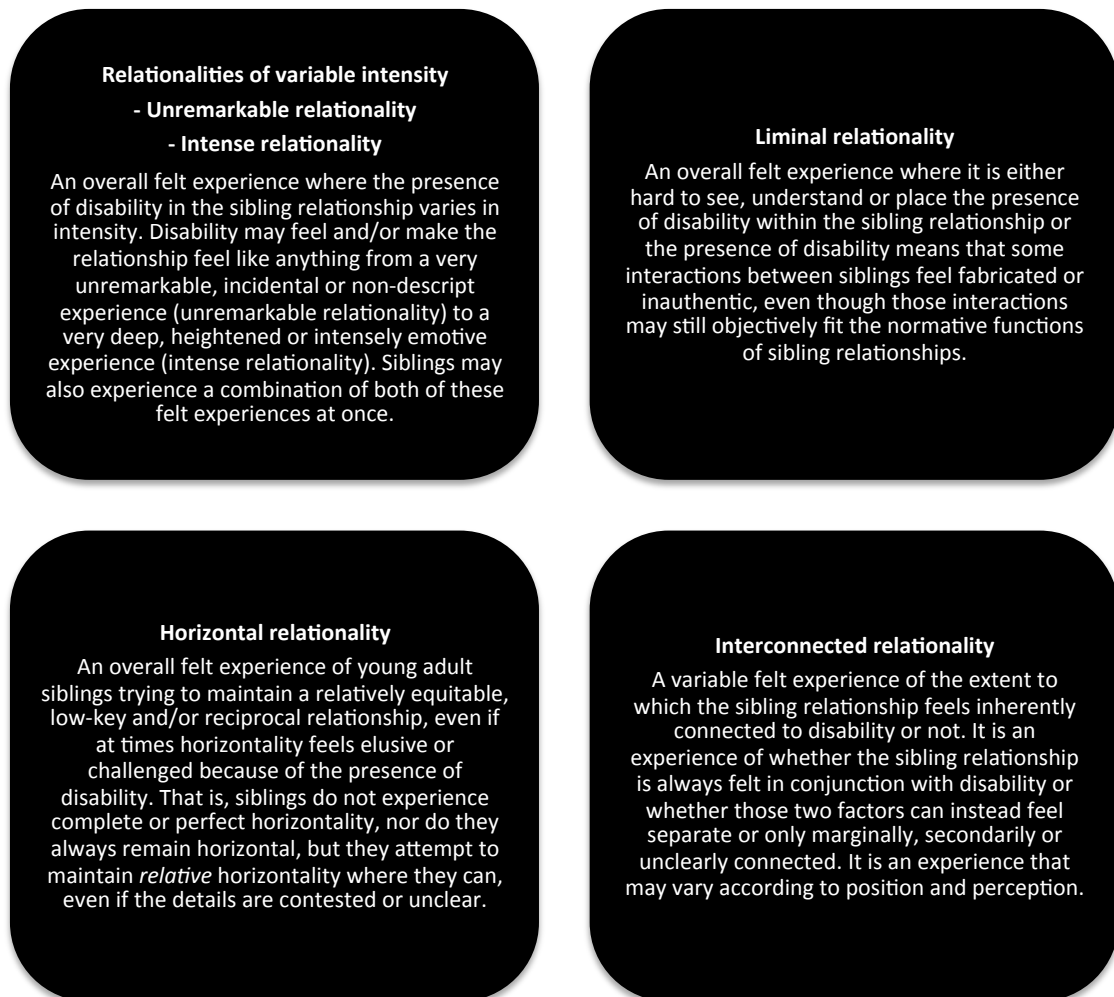 Relationalities of variable intensity
- Unremarkable relationality
- Intense relationality
An overall felt experience where the presence
of disability in the sibling relationship varies in
intensity. Disability may feel and/or make the
relationship feel like anything from a very
unremarkable, incidental or non-descript
experience (unremarkable relationality) to a
very deep, heightened or intensely emotive
experience (intense relationality). Siblings may
also experience a combination of both of these
felt experiences at once.
Liminal relationality
An overall felt experience where it is either
hard to see, understand or place the presence
of disability within the sibling relationship or
the presence of disability means that some
interactions between siblings feel fabricated or
inauthentic, even though those interactions
may still objectively fit the normative functions
of sibling relationships.
Horizontal relationality
An overall felt experience of young adult
siblings trying to maintain a relatively equitable,
low-key and/or reciprocal relationship, even if
at times horizontality feels elusive or
challenged because of the presence of
disability. That is, siblings do not experience
complete or perfect horizontality, nor do they
always remain horizontal, but they attempt to
maintain relative horizontality where they can,
even if the details are contested or unclear.
Interconnected relationality
A variable felt experience of the extent to
which the sibling relationship feels inherently
connected to disability or not. It is an
experience of whether the sibling relationship
is always felt in conjunction with disability or
whether those two factors can instead feel
separate or only marginally, secondarily or
unclearly connected. It is an experience that
may vary according to position and perception.